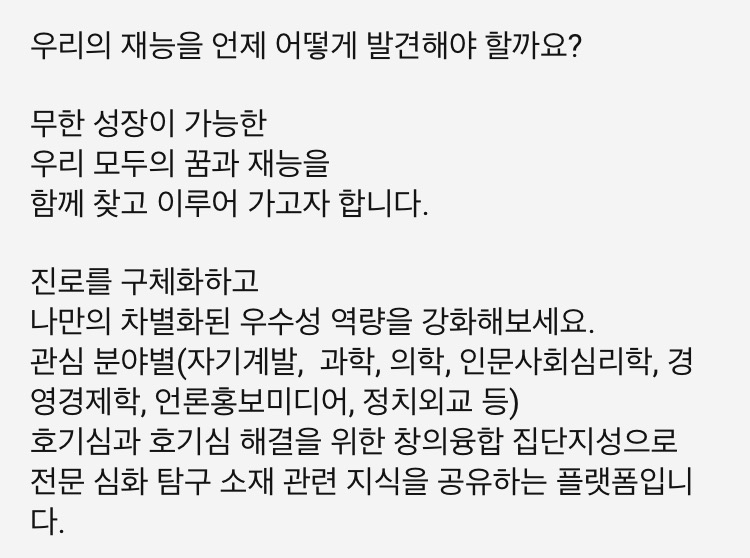 우리의 재능을 언제 어떻게 발견해야 할까요?
무한 성장이 가능한
우리 모두의 꿈과 재능을
함께 찾고 이루어 가고자 합니다.
진로를 구체화하고
나만의 차별화된 우수성 역량을 강화해보세요.
관심 분야별(자기계발,  과학, 의학, 인문사회심리학, 경
영경제학, 언론홍보미디어, 정치외교 등)
호기심과 호기심 해결을 위한 창의융합 집단지성으로
전문 심화 탐구 소재 관련 지식을 공유하는 플랫폼입니
다.